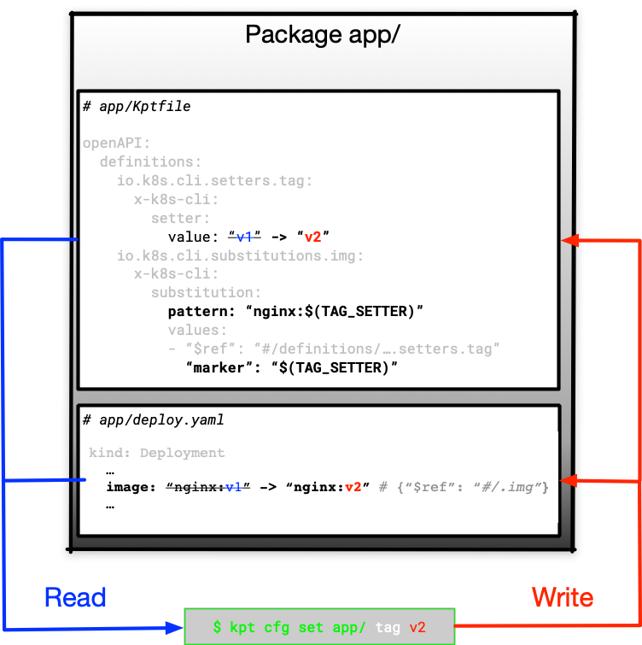 Package app/
# app/Kptfile
openAPI:
definitions:
io.k8s.cli.setters.tag:
x-k8s-cli:
setter:
value: “v1” -> “v2”
io.k8s.cli.substitutions.img:
x-k8s-cli:
substitution:
pattern: “nginx:$(TAG_SETTER)”
values:
- “$ref”: “#/definitions/….setters.tag”
“marker”: “$(TAG_SETTER)”
# app/deploy.yaml
kind: Deployment
…
image: “nginx:v1” -> “nginx:v2” # {“$ref”: “#/.img”}
…
Read
Write
$ kpt cfg set app/ tag v2